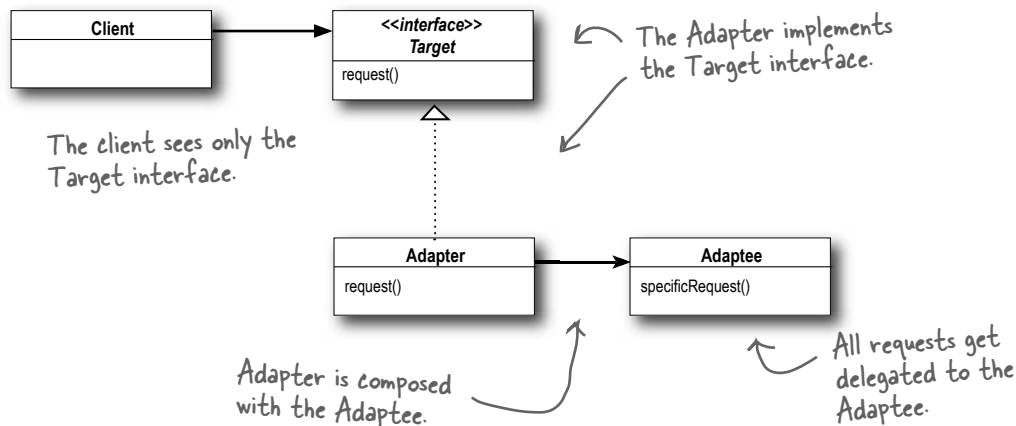 Client
<<interface>>
Target
request()
The Adapter implements
the Target interface.
The client sees only the
Target interface.
Adapter
request()
Adaptee
specificRequest()
Adapter is composed
with the Adaptee.
All requests get
delegated to the
Adaptee.